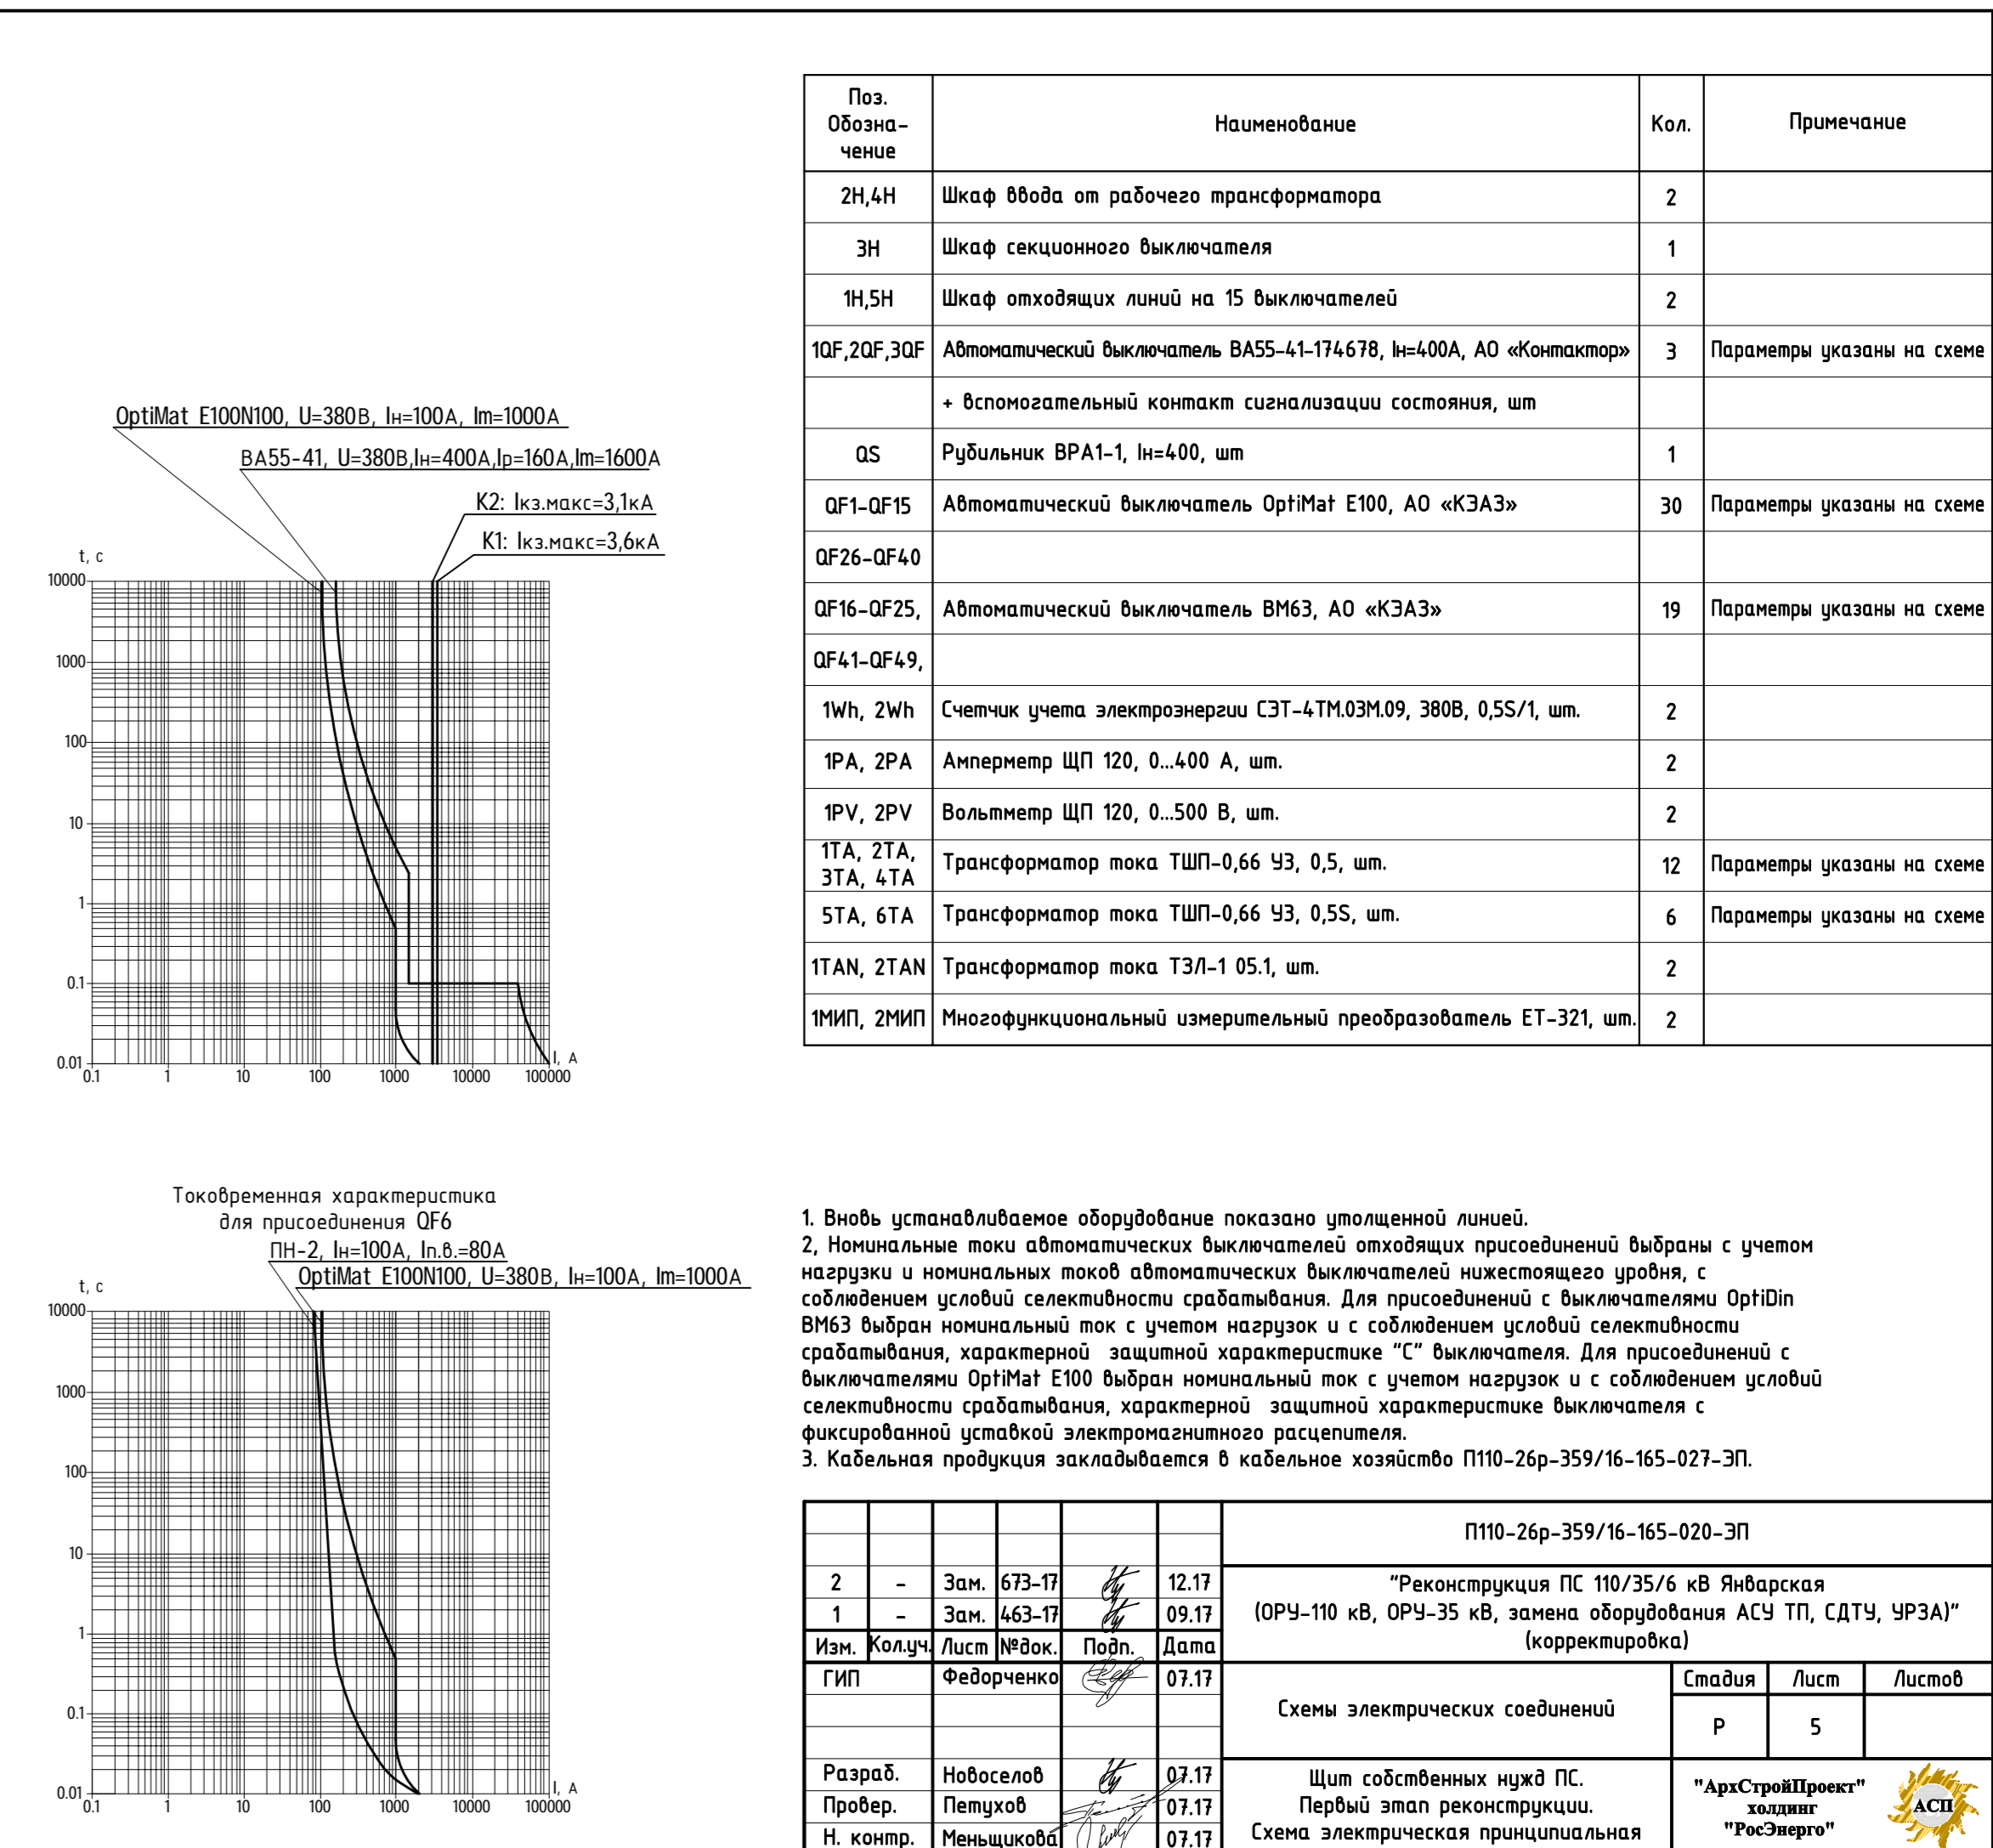 OptiMat E100N100, U=380В, Iн=100А, Im=1000А
ВА55-41, U=380В,Iн=400А,Iр=160А,Im=1600А
К2: Iкз.макс=3,1кА
К1: Iкз.макс=3,6кА
t, с
10000
1000
100
10
1
0.1
0.01
0.1 1 10 100 1000 10000 100000
I, А
Токовременная характеристика
для присоединения QF6
ПН-2, Iн=100А, Iп.в.=80А
OptiMat E100N100, U=380В, Iн=100А, Im=1000А
t, с
10000
1000
100
10
1
0.1
0.01
0.1 1 10 100 1000 10000 100000
I, А
Поз. Обозна- чение Наименование Кол. Примечание
2Н,4Н Шкаф ввода от рабочего трансформатора 2
3Н Шкаф секционного выключателя 1
1Н,5Н Шкаф отходящих линий на 15 выключателей 2
1QF,2QF,3QF Автоматический выключатель ВА55-41-174678, Iн=400А, АО «Контактор» 3 Параметры указаны на схеме
+ вспомогательный контакт сигнализации состояния, шт
QS Рубильник ВРА1-1, Iн=400, шт 1
QF1-QF15 Автоматический выключатель OptiMat E100, АО «КЭАЗ» 30 Параметры указаны на схеме
QF26-QF40
QF16-QF25, Автоматический выключатель ВМ63, АО «КЭАЗ» 19 Параметры указаны на схеме
QF41-QF49,
1Wh, 2Wh Счетчик учета электроэнергии СЭТ-4ТМ.03М.09, 380В, 0,5S/1, шт. 2
1PA, 2PA Амперметр ЩП 120, 0...400 А, шт. 2
1PV, 2PV Вольтметр ЩП 120, 0...500 В, шт. 2
1ТА, 2ТА, 3ТА, 4ТА Трансформатор тока ТШП-0,66 У3, 0,5, шт. 12 Параметры указаны на схеме
5ТА, 6ТА Трансформатор тока ТШП-0,66 У3, 0,5S, шт. 6 Параметры указаны на схеме
1TAN, 2TAN Трансформатор тока ТЗЛ-1 05.1, шт. 2
1МИП, 2МИП Многофункциональный измерительный преобразователь ЕТ-321, шт. 2
1. Вновь устанавливаемое оборудование показано утолщенной линией.
2, Номинальные токи автоматических выключателей отходящих присоединений выбраны с учетом
нагрузки и номинальных токов автоматических выключателей нижестоящего уровня, с
соблюдением условий селективности срабатывания. Для присоединений с выключателями OptiDin
ВМ63 выбран номинальный ток с учетом нагрузок и с соблюдением условий селективности
срабатывания, характерной защитной характеристике "С" выключателя. Для присоединений с
выключателями OptiMat E100 выбран номинальный ток с учетом нагрузок и с соблюдением условий
селективности срабатывания, характерной защитной характеристике выключателя с
фиксированной уставкой электромагнитного расцепителя.
3. Кабельная продукция закладывается в кабельное хозяйство П110-26р-359/16-165-027-ЭП.
П110-26р-359/16-165-020-ЭП
2 - Зам. 673-17 12.17
1 - Зам. 463-17 09.17
Изм. Кол.уч. Лист №док. Подп. Дата
"Реконструкция ПС 110/35/6 кВ Январская
(ОРУ-110 кВ, ОРУ-35 кВ, замена оборудования АСУ ТП, СДТУ, УРЗА)"
(корректировка)
ГИП Федорченко 07.17
Схемы электрических соединений
Стадия Лист Листов
Р 5
Разраб. Новоселов 07.17
Провер. Петухов 07.17
Н. контр. Меньщикова 07.17
Щит собственных нужд ПС.
Первый этап реконструкции.
Схема электрическая принципиальная
"АрхСтройПроект"
холдинг
"РосЭнерго"
АСП